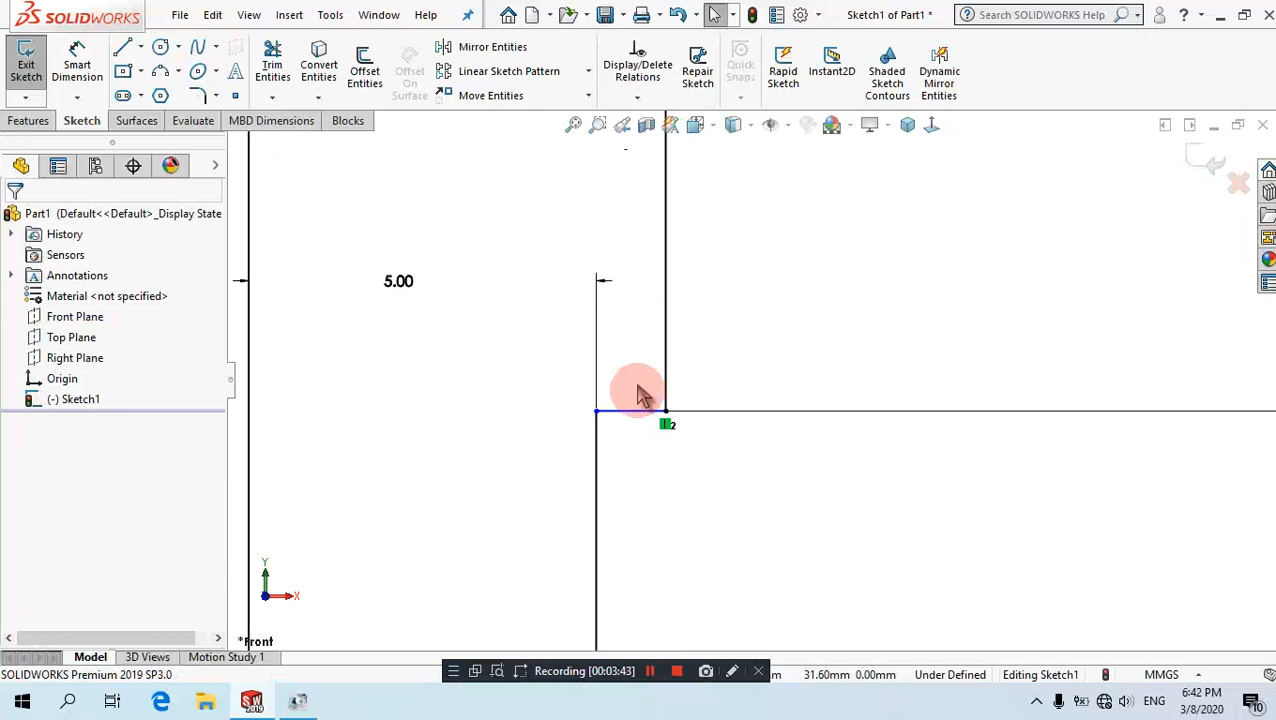 SOLIDWORKS File Edit View Insert Tools Window Help Sketch1 of Part1 * Search SOLIDWORKS Help ?
Exit Sketch Smart Dimension Trim Entities Convert Entities Offset Entities Offset On Surface Mirror Entities Linear Sketch Pattern Move Entities Display/Delete Relations Repair Sketch Quick Snaps Rapid Sketch Instant2D Shaded Sketch Contours Dynamic Mirror Entities
Features Sketch Surfaces Evaluate MBD Dimensions Blocks
Part1 (Default<<Default>_Display State
History
Sensors
Annotations
Material <not specified>
Front Plane
Top Plane
Right Plane
Origin
(-) Sketch1
5.00
2
Y
X
*Front
Model 3D Views Motion Study 1
Recording [00:03:43]
SOLIDWORKS Premium 2019 SP3.0 31.60mm 0.00mm Under Defined Editing Sketch1 MMGS
SW 2019 ENG 6:42 PM
3/8/2020 10